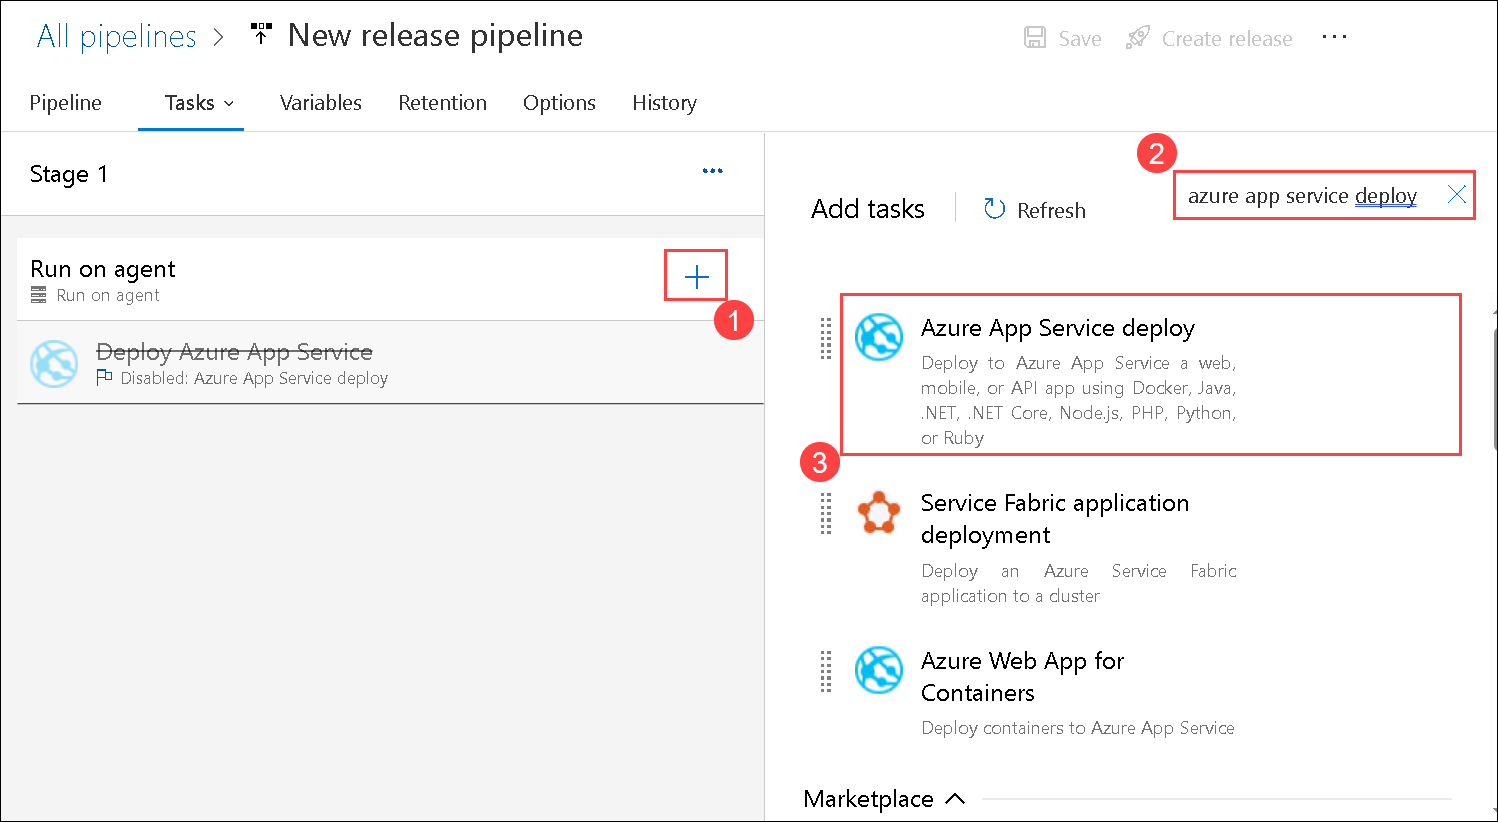 All pipelines
New release pipeline
Save
Create release
Pipeline
Tasks
Variables
Retention
Options
History
Stage 1
Run on agent
Run on agent
1
Deploy Azure App Service
Disabled: Azure App Service deploy
Add tasks
Refresh
2
azure app service deploy
Azure App Service deploy
Deploy to Azure App Service a web,
mobile, or API app using Docker, Java,
.NET, .NET Core, Node.js, PHP, Python,
or Ruby
3
Service Fabric application
deployment
Deploy an Azure Service Fabric
application to a cluster
Azure Web App for
Containers
Deploy containers to Azure App Service
Marketplace